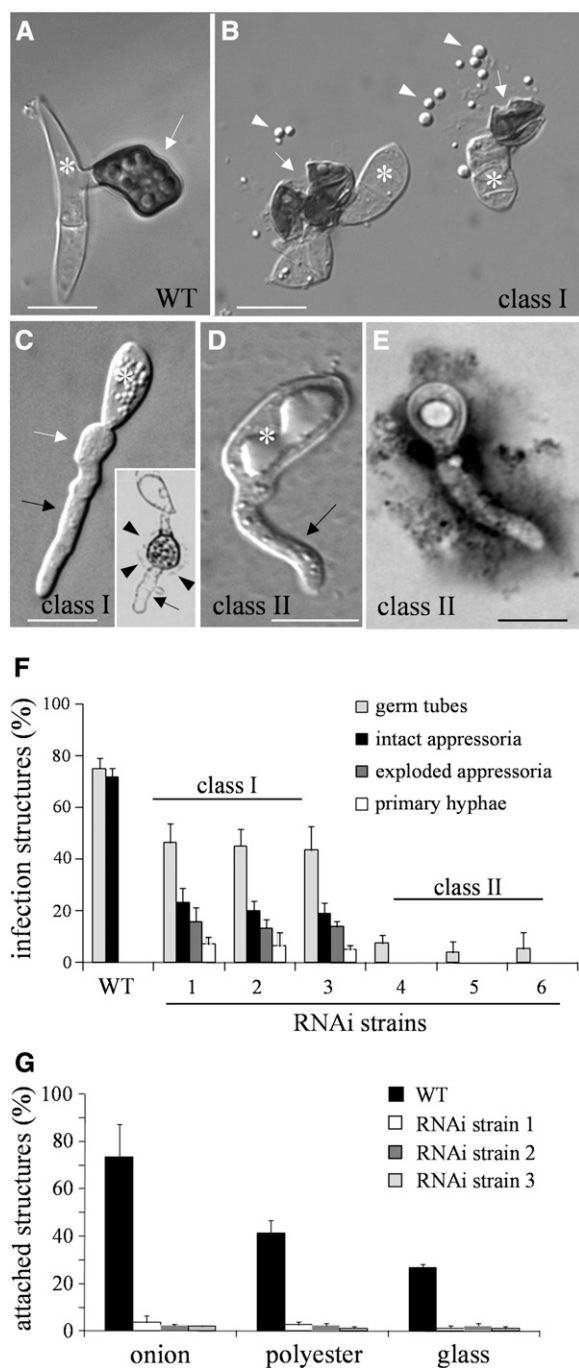 A
B
* 
*
*
WT
class I
C
D
E
*
*
class I
class II
class II
F
infection structures (%)
100
80
60
40
20
0
germ tubes
intact appressoria
exploded appressoria
primary hyphae
class I
class II
WT 1 2 3 4 5 6
RNAi strains
G
attached structures (%)
100
80
60
40
20
0
WT
RNAi strain 1
RNAi strain 2
RNAi strain 3
onion polyester glass